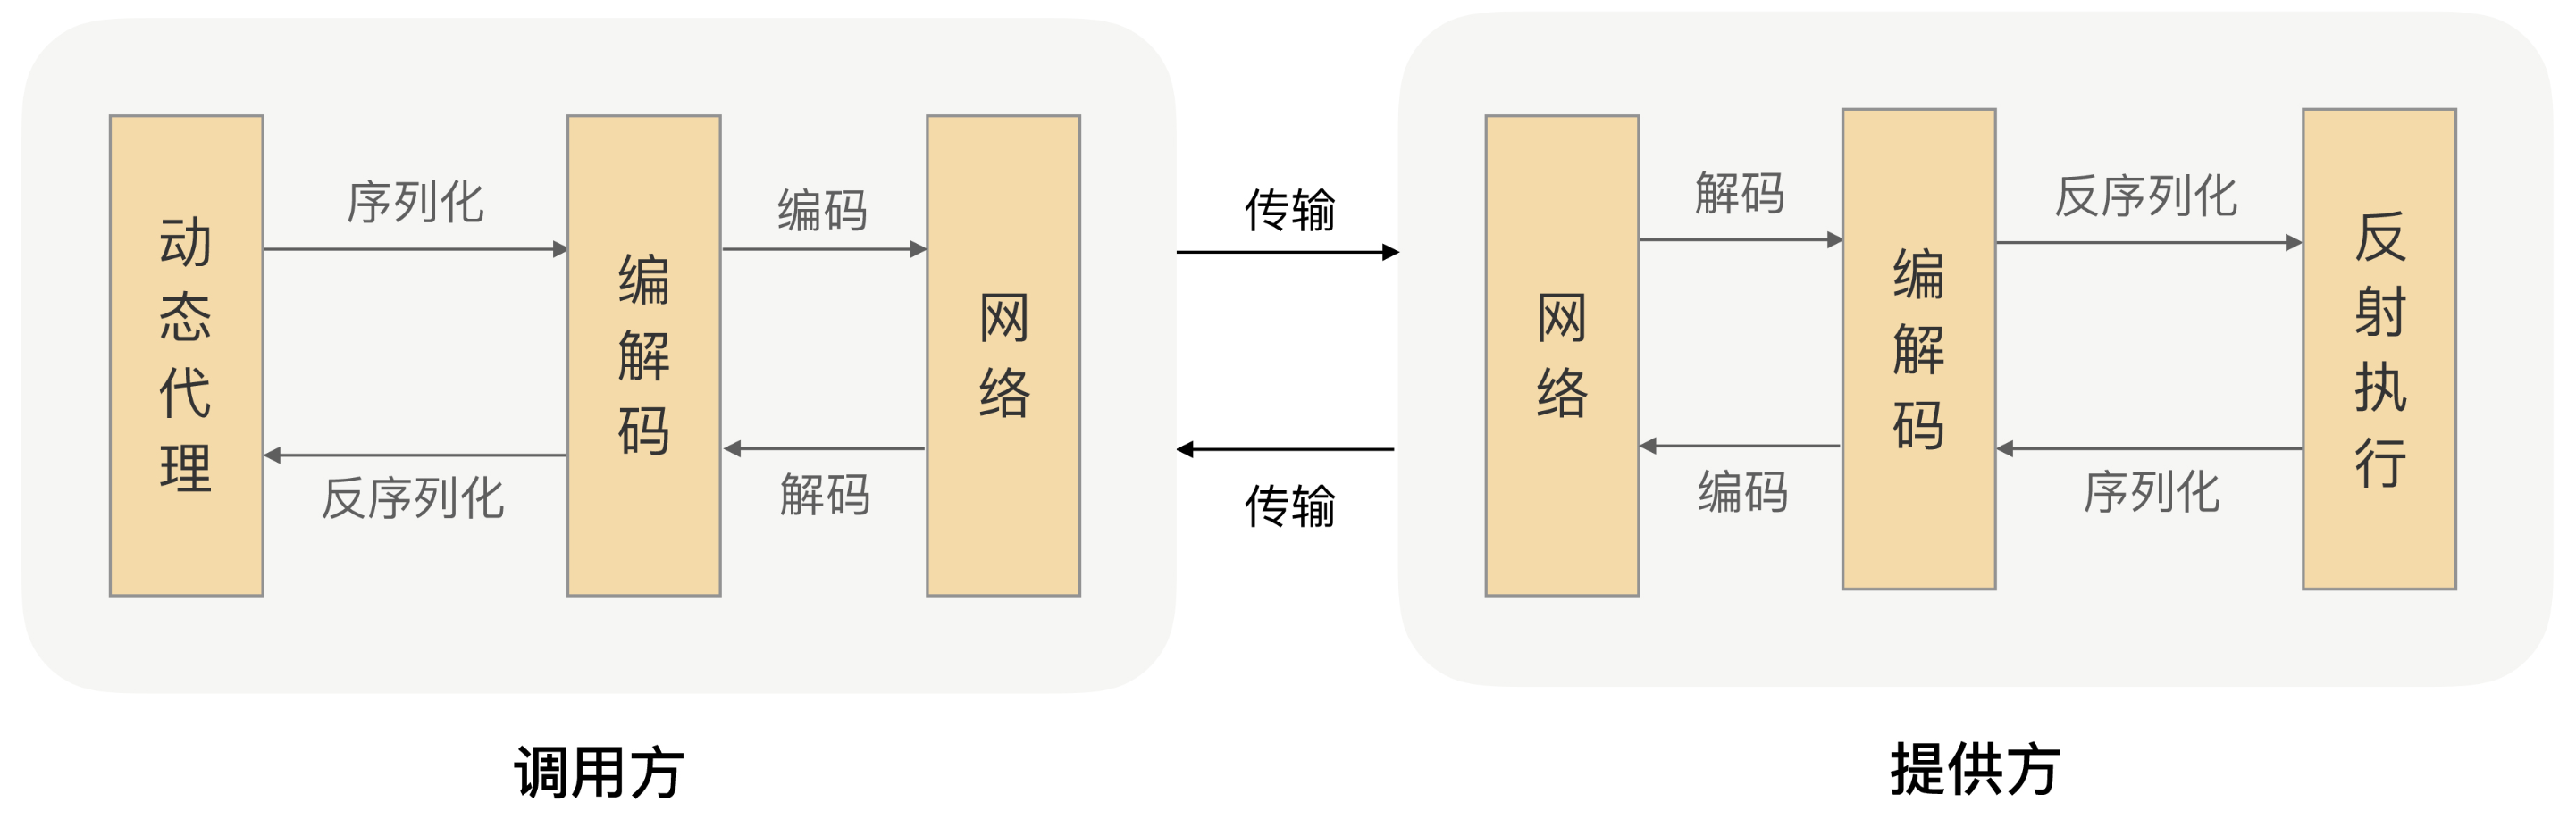 动态代理
序列化
反序列化
编解码
编码
解码
网络
传输
传输
网络
解码
编码
编解码
反序列化
序列化
反射执行
调用方
提供方